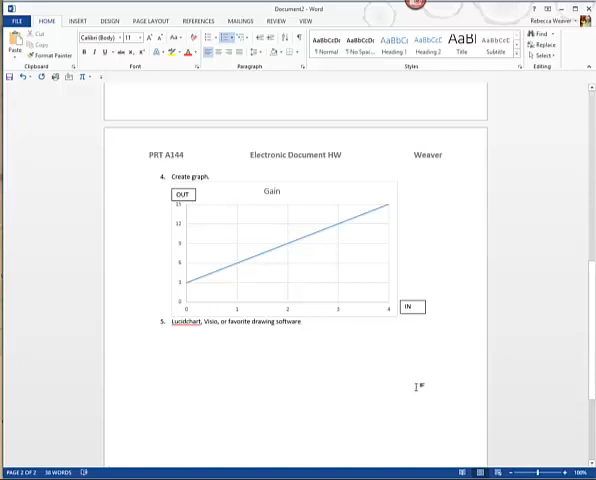 Document2 - Word
Rebecca Weaver
FILE HOME INSERT DESIGN PAGE LAYOUT REFERENCES MAILINGS REVIEW VIEW
Cut
Copy
Paste
Format Painter
Calibri (Body) 11
AaBbCcDc AaBbCcDc AaBbCc AaBbCcC AaBl AaBbCcC
¶ Normal ¶ No Spac... Heading 1 Heading 2 Title Subtitle
Find
Replace
Select
Clipboard Font Paragraph Styles Editing
PRT A144 Electronic Document HW Weaver
4. Create graph.
OUT
Gain
15
12
9
6
3
0
0 1 2 3 4
IN
5. Lucidchart, Visio, or favorite drawing software
PAGE 2 OF 2 38 WORDS
100%